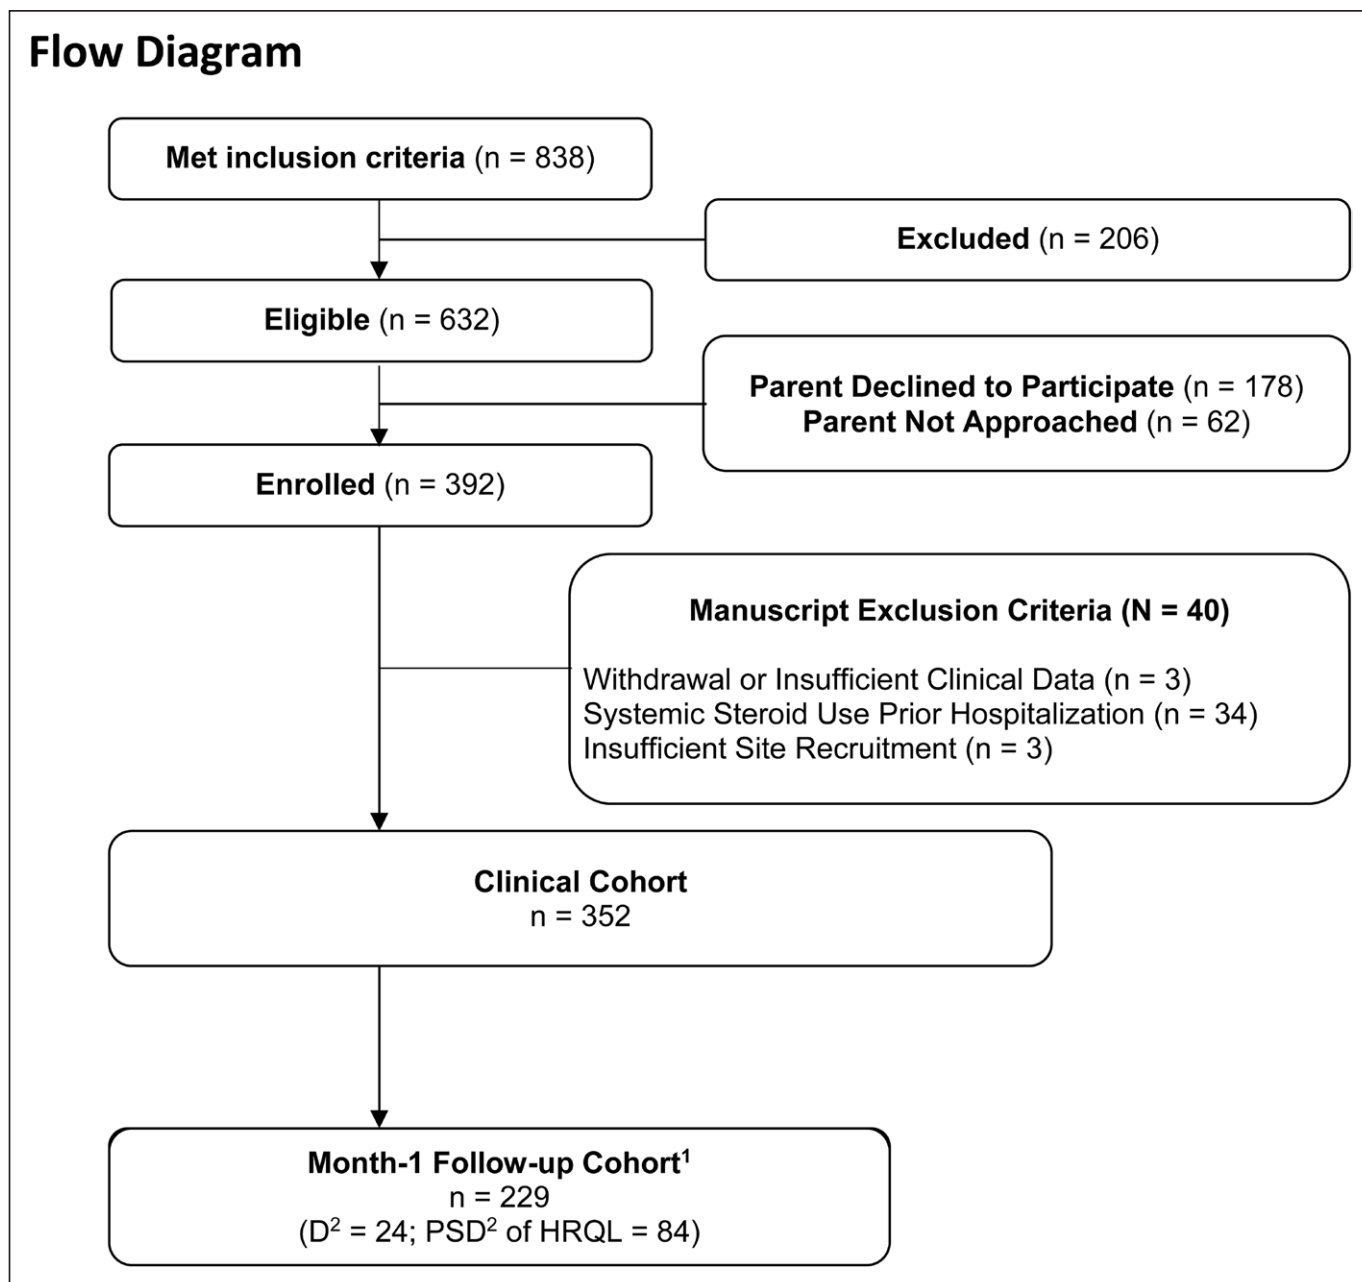 Flow Diagram
Met inclusion criteria (n = 838)
Excluded (n = 206)
Eligible (n = 632)
Parent Declined to Participate (n = 178)
Parent Not Approached (n = 62)
Enrolled (n = 392)
Manuscript Exclusion Criteria (N = 40)
Withdrawal or Insufficient Clinical Data (n = 3)
Systemic Steroid Use Prior Hospitalization (n = 34)
Insufficient Site Recruitment (n = 3)
Clinical Cohort
n = 352
Month-1 Follow-up Cohort¹
n = 229
(D² = 24; PSD² of HRQL = 84)